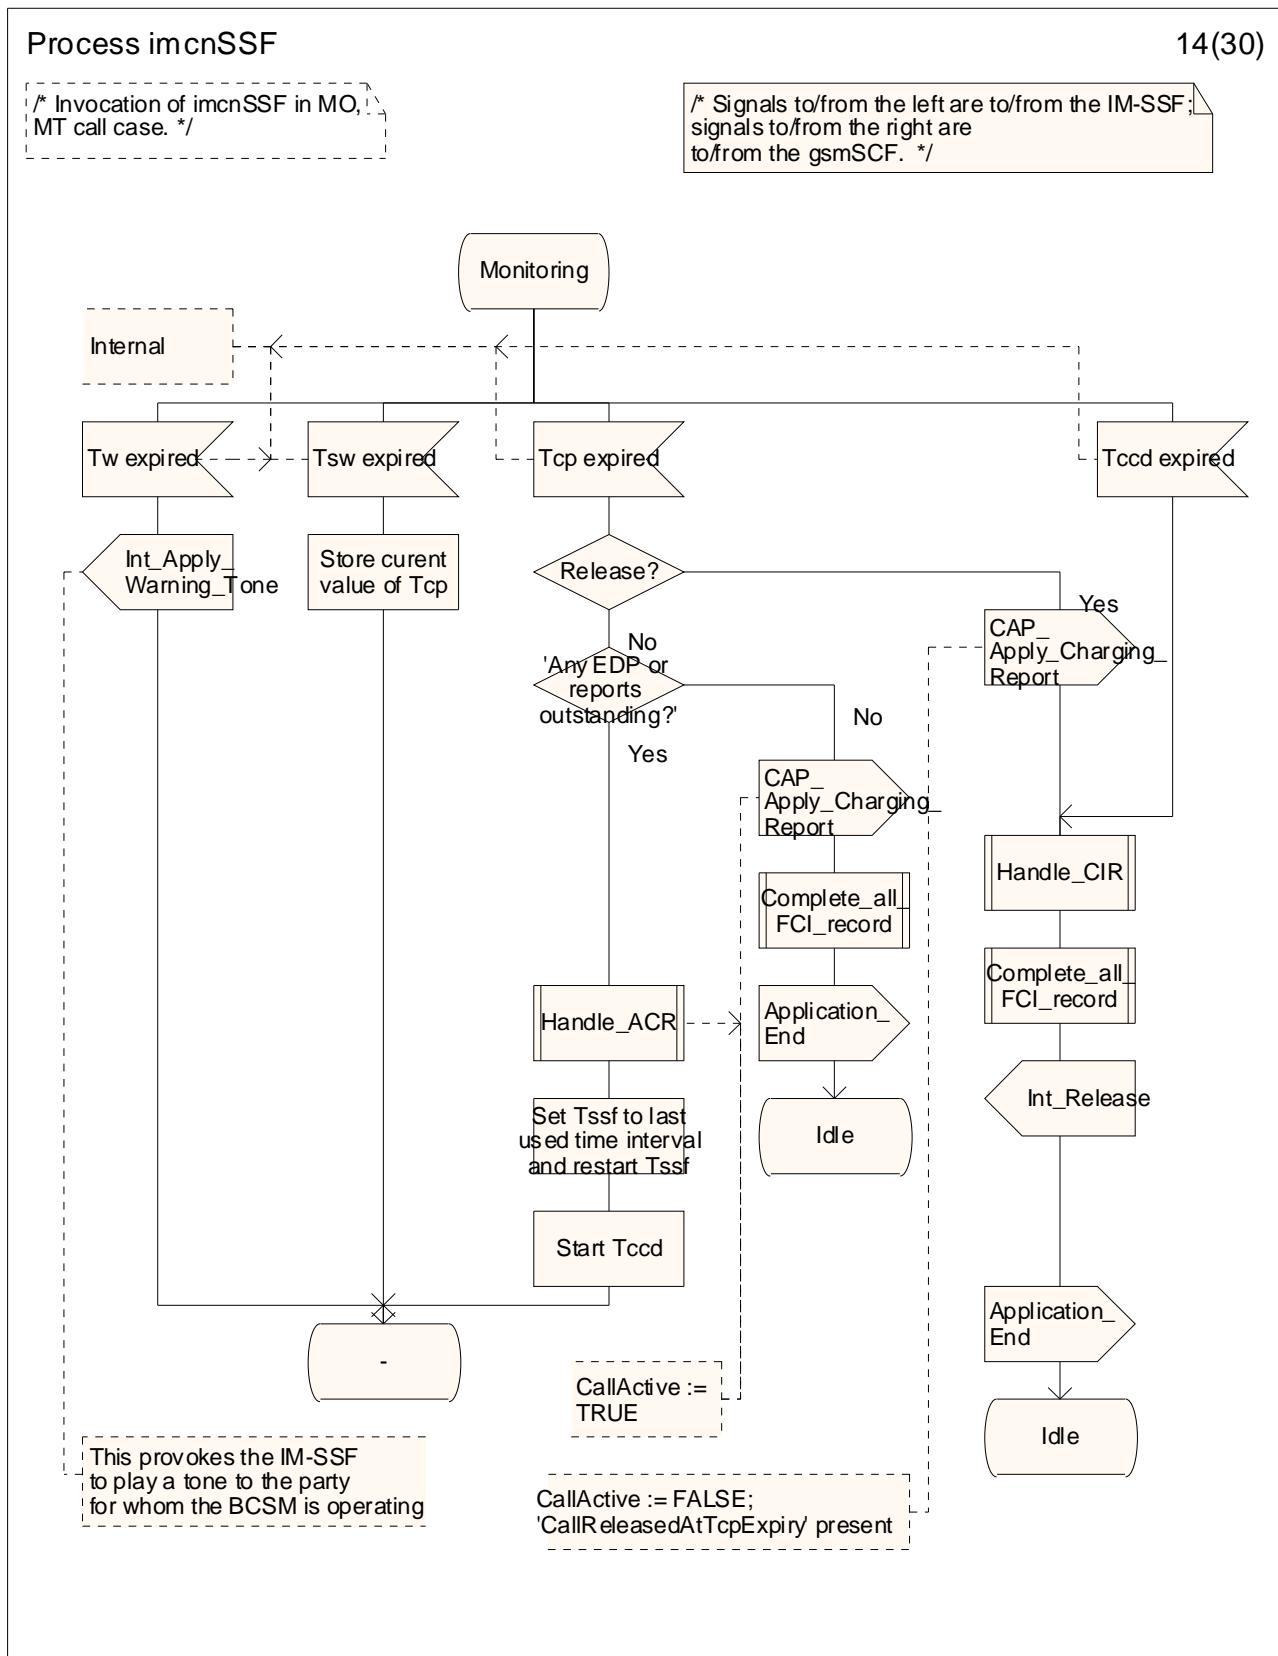 Process imcnSSF
14(30)
/* Invocation of imcnSSF in MO,
MT call case. */
/* Signals to/from the left are to/from the IM-SSF;
signals to/from the right are
to/from the gsmSCF.  */
Monitoring
Internal
Tw expired
Tsw expired
Tcp expired
Tccd expired
Int_Apply_
Warning_Tone
Store curent
value of Tcp
Release?
Yes
No
CAP_
Apply_Charging_
Report
'Any EDP or
reports
outstanding?'
No
Yes
CAP_
Apply_Charging_
Report
Handle_CIR
Complete_all_
FCI_record
Complete_all_
FCI_record
Handle_ACR
Application_
End
Int_Release
Set Tssf to last
used time interval
and restart Tssf
Idle
Start Tccd
Application_
End
-
CallActive :=
TRUE
Idle
This provokes the IM-SSF
to play a tone to the party
for whom the BCSM is operating
CallActive := FALSE;
'CallReleasedAtTcpExpiry' present